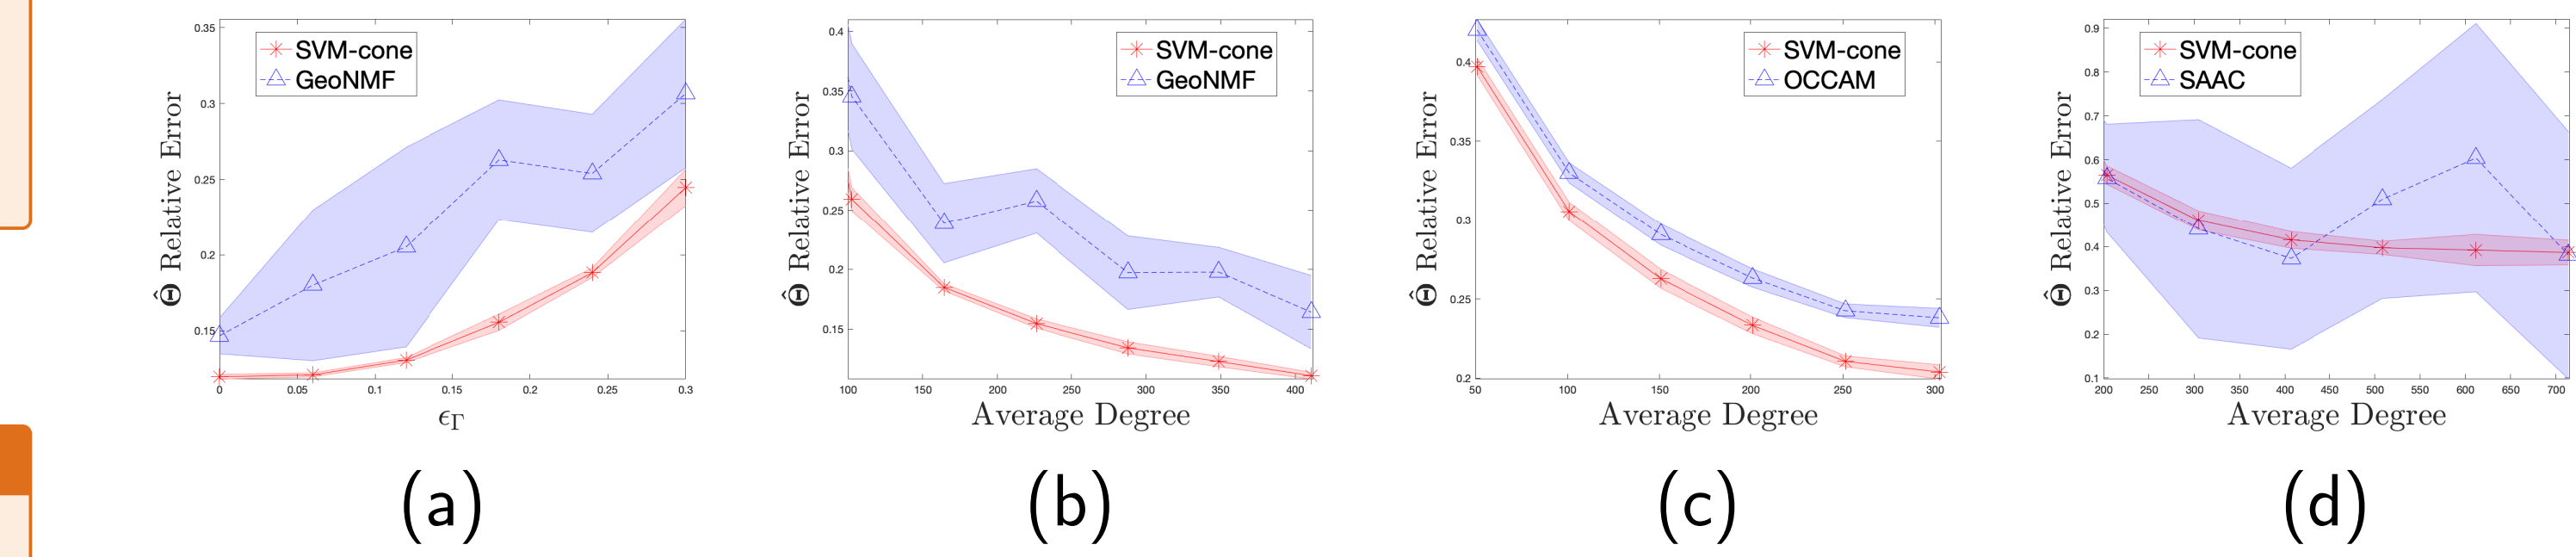 0.35
0.3
0.25
0.2
0.15
0
0.05
0.1
0.15
0.2
0.25
0.3
Θ̂ Relative Error
ϵΓ
SVM-cone
GeoNMF
(a)
0.4
0.35
0.3
0.25
0.2
0.15
100
150
200
250
300
350
400
Θ̂ Relative Error
Average Degree
SVM-cone
GeoNMF
(b)
0.4
0.35
0.3
0.25
0.2
50
100
150
200
250
300
Θ̂ Relative Error
Average Degree
SVM-cone
OCCAM
(c)
0.9
0.8
0.7
0.6
0.5
0.4
0.3
0.2
0.1
200
250
300
350
400
450
500
550
600
650
700
Θ̂ Relative Error
Average Degree
SVM-cone
SAAC
(d)